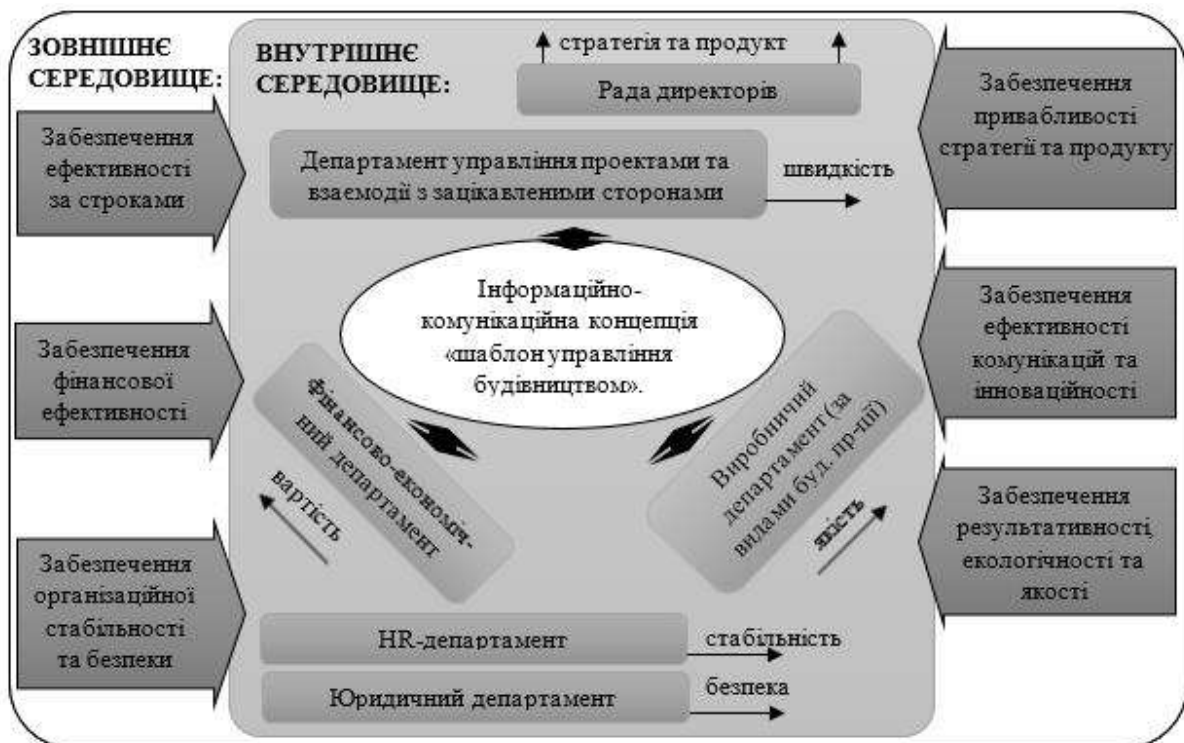 ЗОВНІШНЄ
СЕРЕДОВИЩЕ:
Забезпечення
ефективності
за строками
Забезпечення
фінансової
ефективності
Забезпечення
організаційної
стабільності
та безпеки
ВНУТРІШНЄ
СЕРЕДОВИЩЕ:
стратегія та продукт
Рада директорів
Департамент управління проектами та
взаємодії з зацікавленими сторонами
швидкість
Інформаційно-
комунікаційна концепція
«шаблон управління
будівництвом».
Фінансово-економіч-
ний департамент
вартість
Виробничий
департамент (за
видами буд. пр-ції)
якість
HR-департамент
стабільність
Юридичний департамент
безпека
Забезпечення
привабливості
стратегії та продукту
Забезпечення
ефективності
комунікацій та
інноваційності
Забезпечення
результативності,
екологічності та
якості